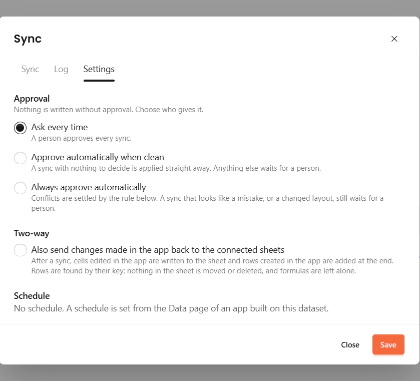 Sync
Sync Log Settings
Approval
Nothing is written without approval. Choose who gives it.
Ask every time
A person approves every sync.
Approve automatically when clean
A sync with nothing to decide is applied straight away. Anything else waits for a person.
Always approve automatically
Conflicts are settled by the rule below. A sync that looks like a mistake, or a changed layout, still waits for a
person.
Two-way
Also send changes made in the app back to the connected sheets
After a sync, cells edited in the app are written to the sheet and rows created in the app are added at the end.
Rows are found by their key; nothing in the sheet is moved or deleted, and formulas are left alone.
Schedule
No schedule. A schedule is set from the Data page of an app built on this dataset.
Close Save